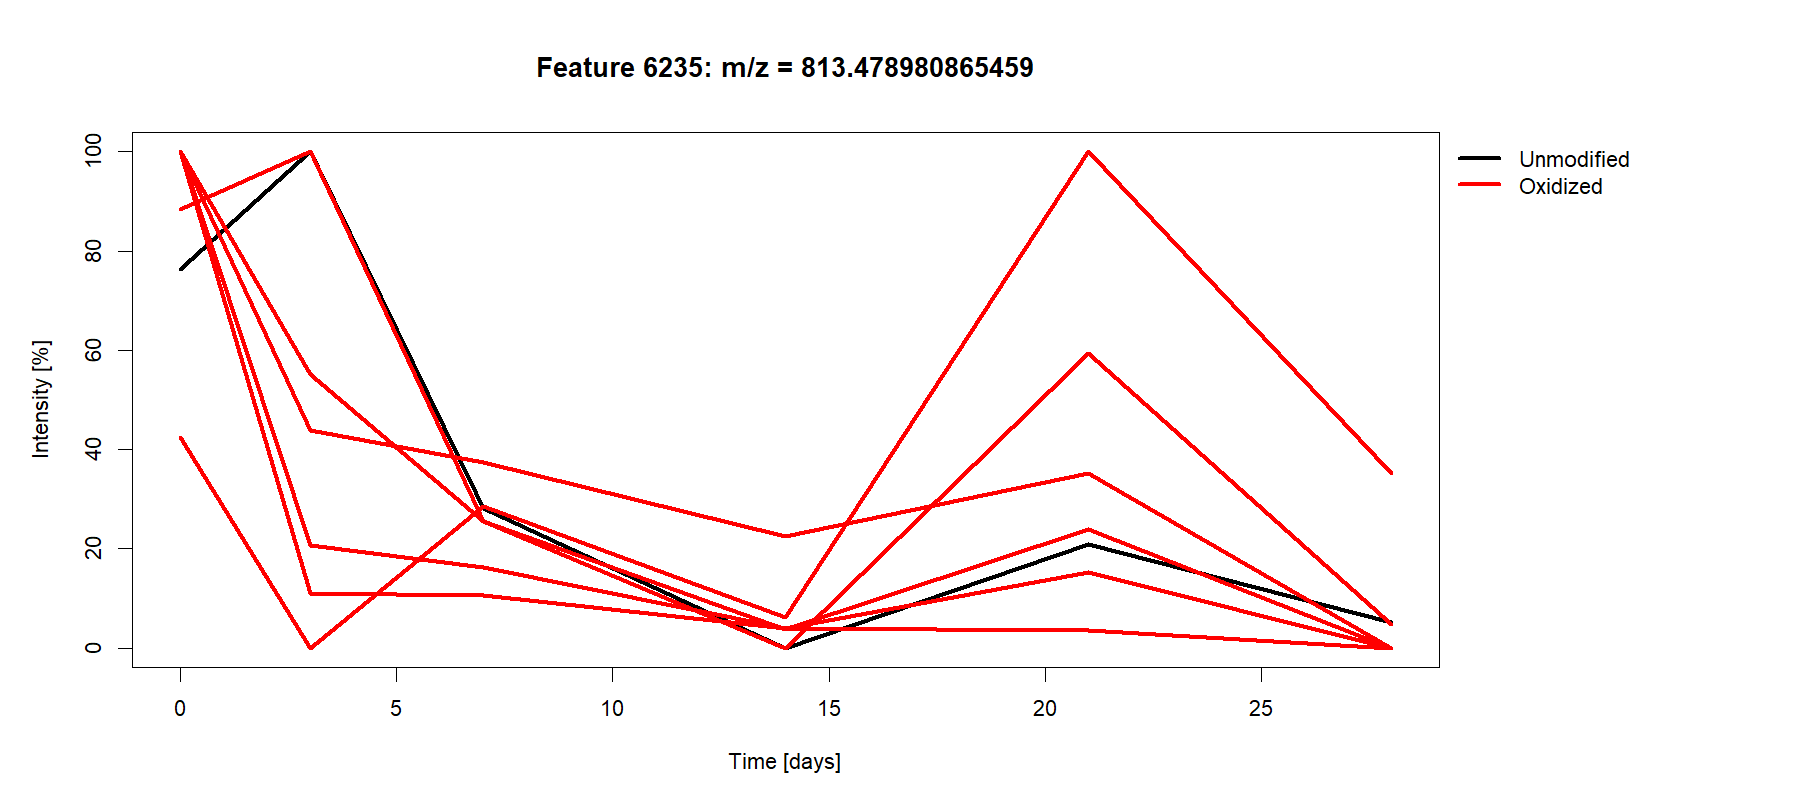 Feature 6235: m/z = 813.478980865459
100
80
60
40
20
0
Intensity [%]
0 5 10 15 20 25
Time [days]
Unmodified
Oxidized